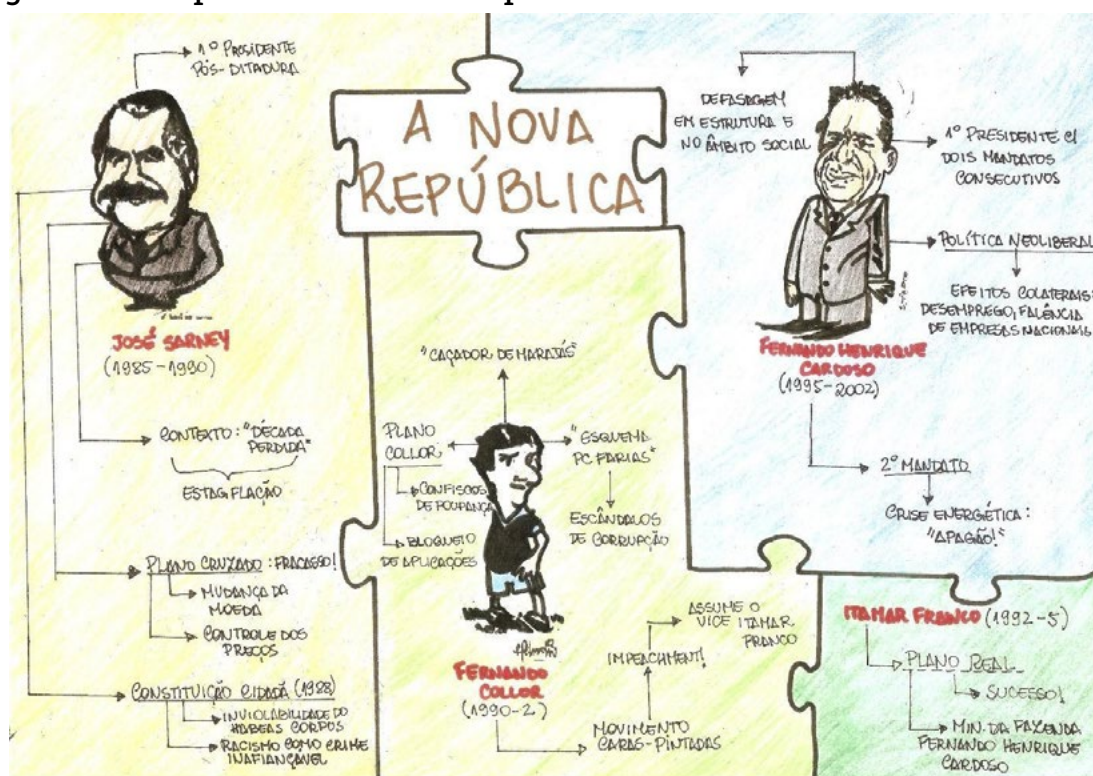 A NOVA
REPÚBLICA
1º PRESIDENTE
PÓS-DITADURA
JOSÉ SARNEY
(1985-1990)
CONTEXTO: "DÉCADA
PERDIDA"
ESTAGFLAÇÃO
PLANO CRUZADO: FRACASSO!
MUDANÇA DA
MOEDA
CONTROLE DOS
PREÇOS
CONSTITUIÇÃO CIDADÃ (1988)
INVIOLABILIDADE DO
HABEAS CORPUS
RACISMO COMO CRIME
INAFIANÇÁVEL
"CAÇADOR DE MARAJÁS"
PLANO
COLLOR
CONFISCOS
DE POUPANÇA
BLOQUEIO
DE APLICAÇÕES
"ESQUEMA
PC FARIAS"
ESCÂNDALOS
DE CORRUPÇÃO
FERNANDO
COLLOR
(1990-2)
MOVIMENTO
CARAS-PINTADAS
IMPEACHMENT!
ASSUME O
VICE ITAMAR
FRANCO
ITAMAR FRANCO (1992-5)
PLANO REAL
SUCESSO!
MIN. DA FAZENDA
FERNANDO HENRIQUE
CARDOSO
DEFASAGEM
EM ESTRUTURA E
NO ÂMBITO SOCIAL
1º PRESIDENTE C/
DOIS MANDATOS
CONSECUTIVOS
POLÍTICA NEOLIBERAL
EFEITOS COLATERAIS:
DESEMPREGO, FALÊNCIA
DE EMPRESAS NACIONAIS
FERNANDO HENRIQUE
CARDOSO
(1995-2002)
2º MANDATO
CRISE ENERGÉTICA:
"APAGÃO!"